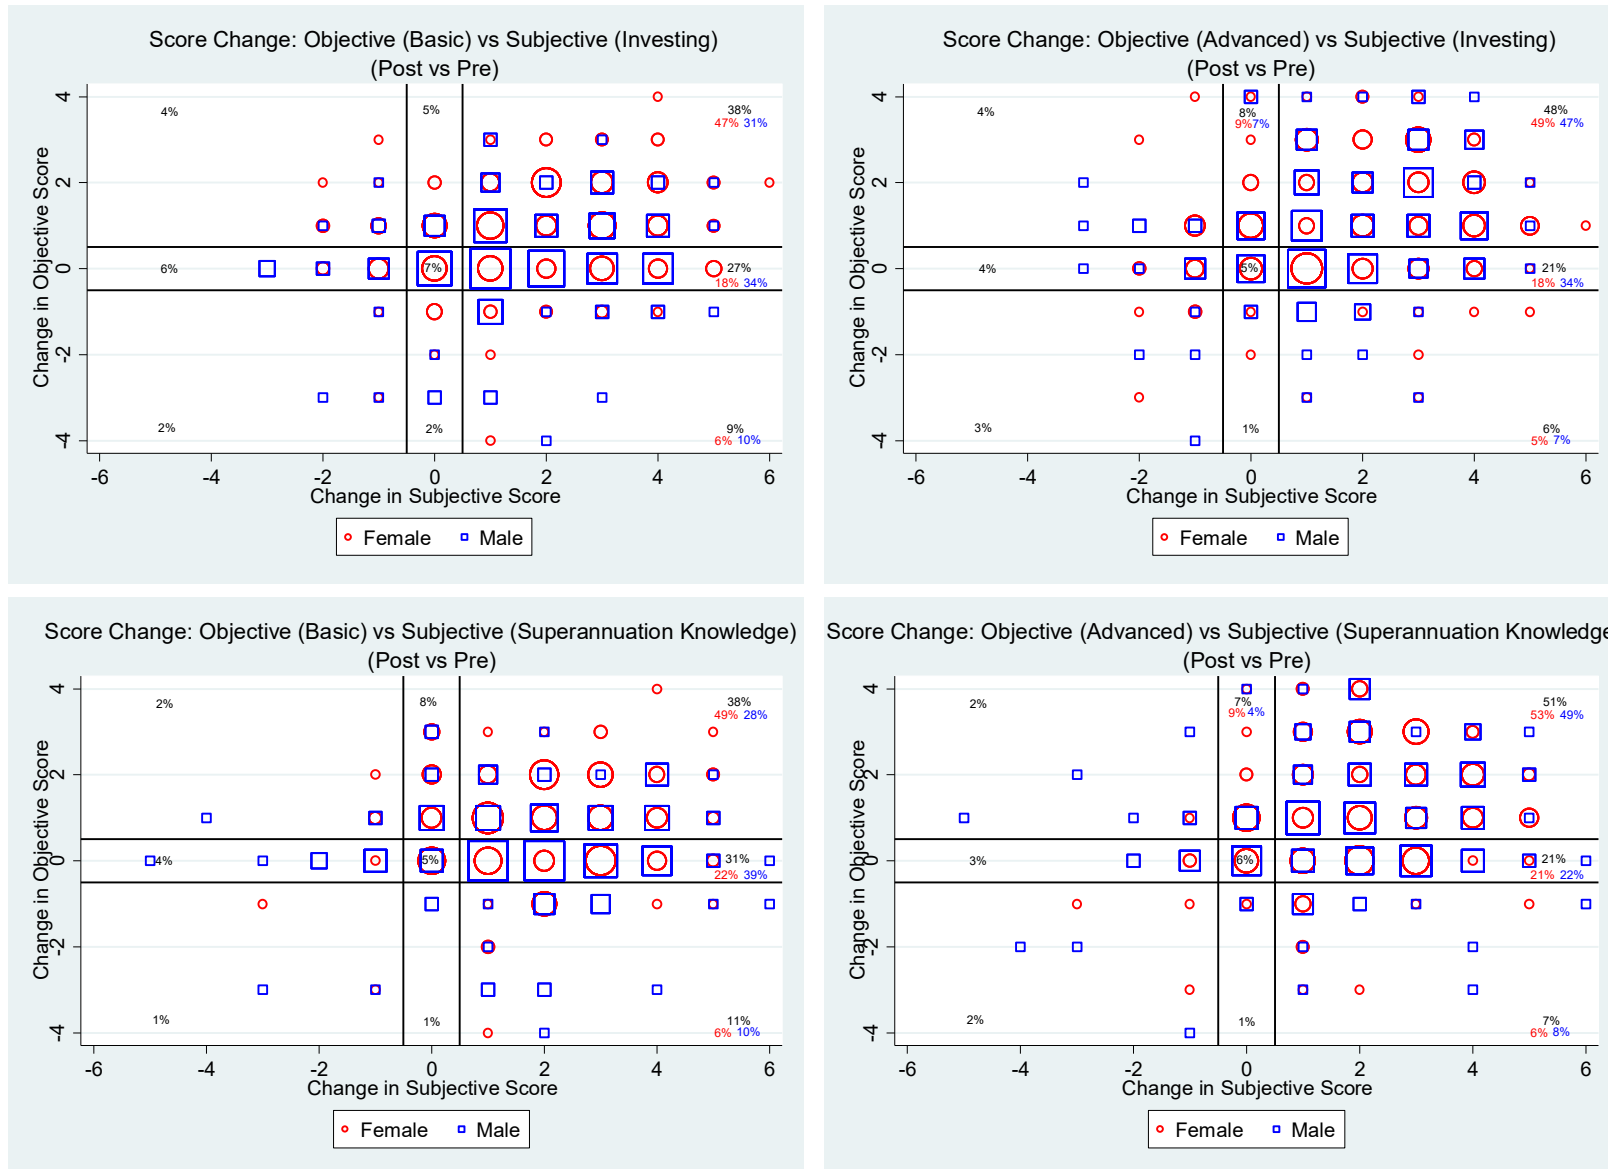 Score Change: Objective (Basic) vs Subjective (Investing)
(Post vs Pre)
Change in Objective Score
4
2
0
-2
-4
4%
5%
38%
47% 31%
6%
7%
27%
18% 34%
2%
2%
9%
6% 10%
-6 -4 -2 0 2 4 6
Change in Subjective Score
Female Male
Score Change: Objective (Advanced) vs Subjective (Investing)
(Post vs Pre)
Change in Objective Score
4
2
0
-2
-4
4%
8%
9% 7%
48%
49% 47%
4%
5%
21%
18% 34%
3%
1%
6%
5% 7%
-6 -4 -2 0 2 4 6
Change in Subjective Score
Female Male
Score Change: Objective (Basic) vs Subjective (Superannuation Knowledge)
(Post vs Pre)
Change in Objective Score
4
2
0
-2
-4
2%
8%
38%
49% 28%
4%
5%
31%
22% 39%
1%
1%
11%
6% 10%
-6 -4 -2 0 2 4 6
Change in Subjective Score
Female Male
Score Change: Objective (Advanced) vs Subjective (Superannuation Knowledge
(Post vs Pre)
Change in Objective Score
4
2
0
-2
-4
2%
7%
9% 4%
51%
53% 49%
3%
6%
21%
21% 22%
2%
1%
7%
6% 8%
-6 -4 -2 0 2 4 6
Change in Subjective Score
Female Male